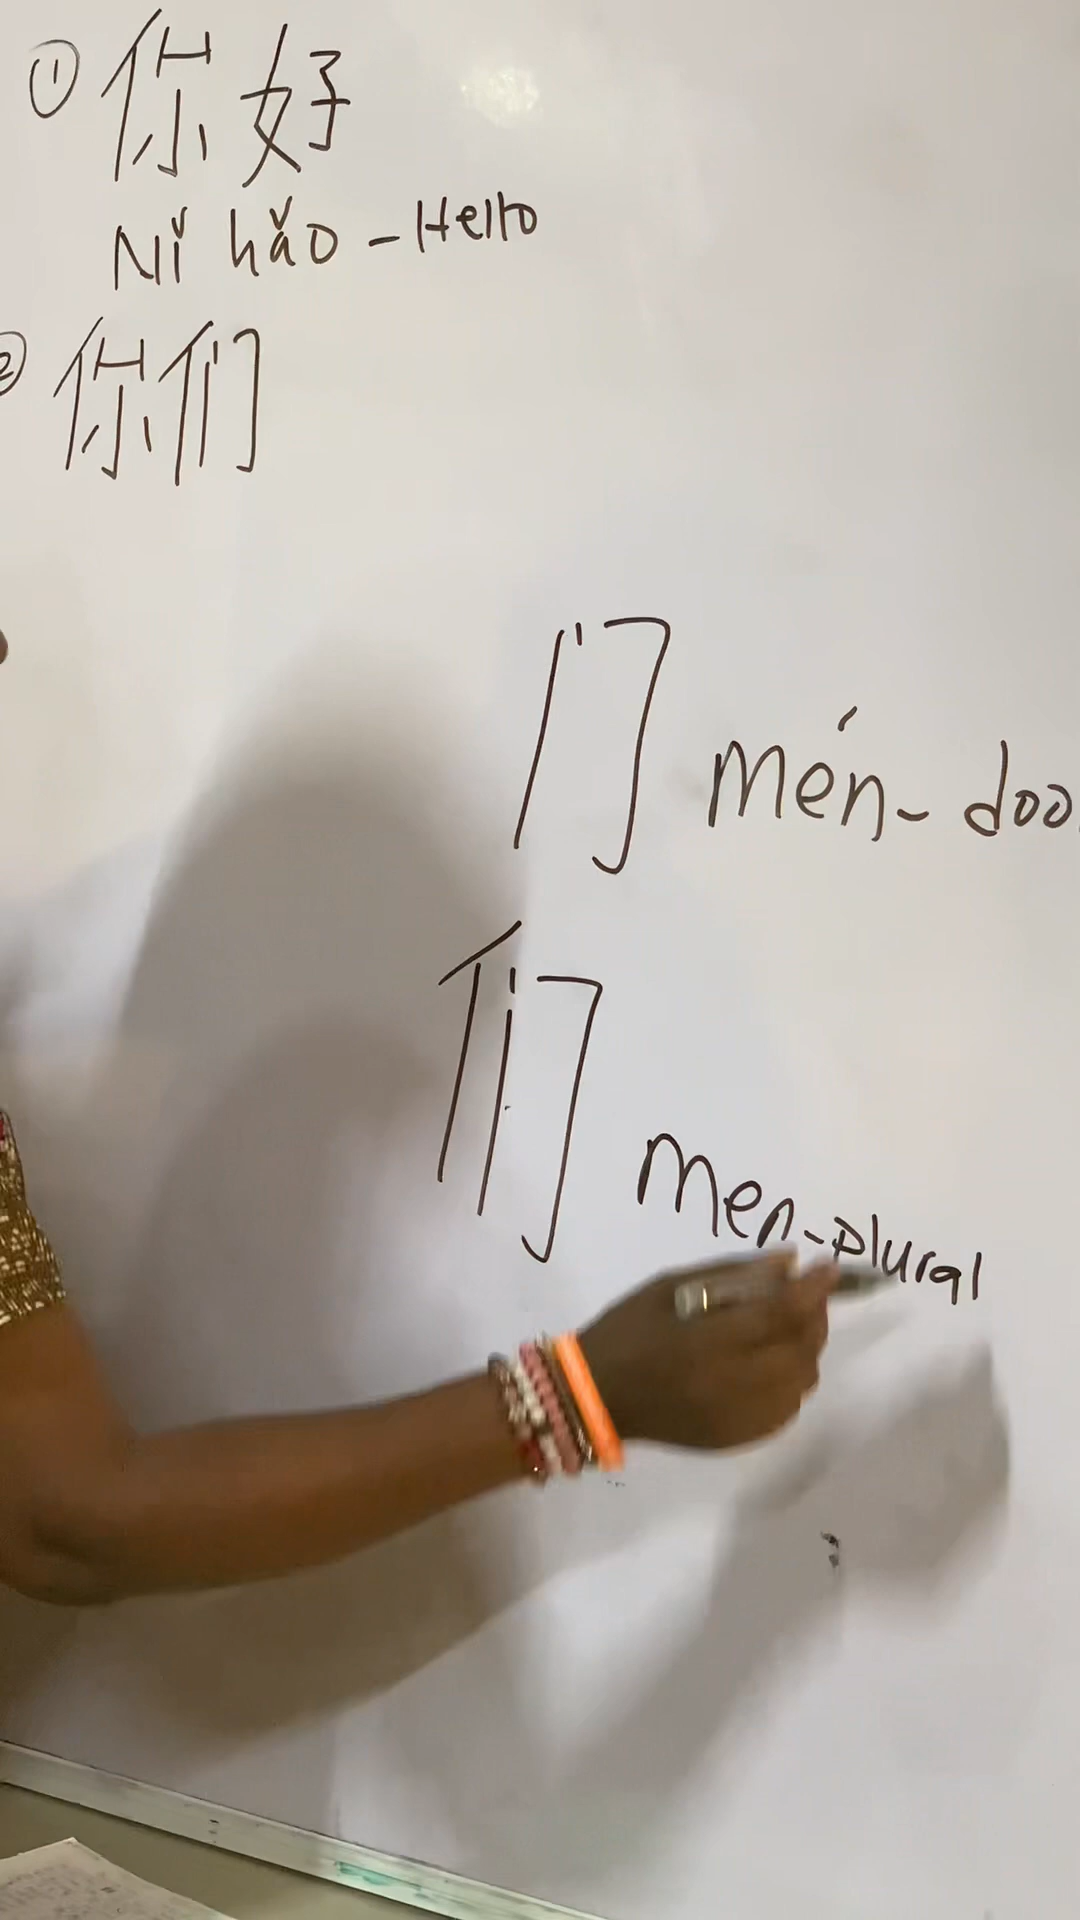 ① 你好
Nǐ hǎo - Hello
② 你们
门 mén - doo
们 men - plural